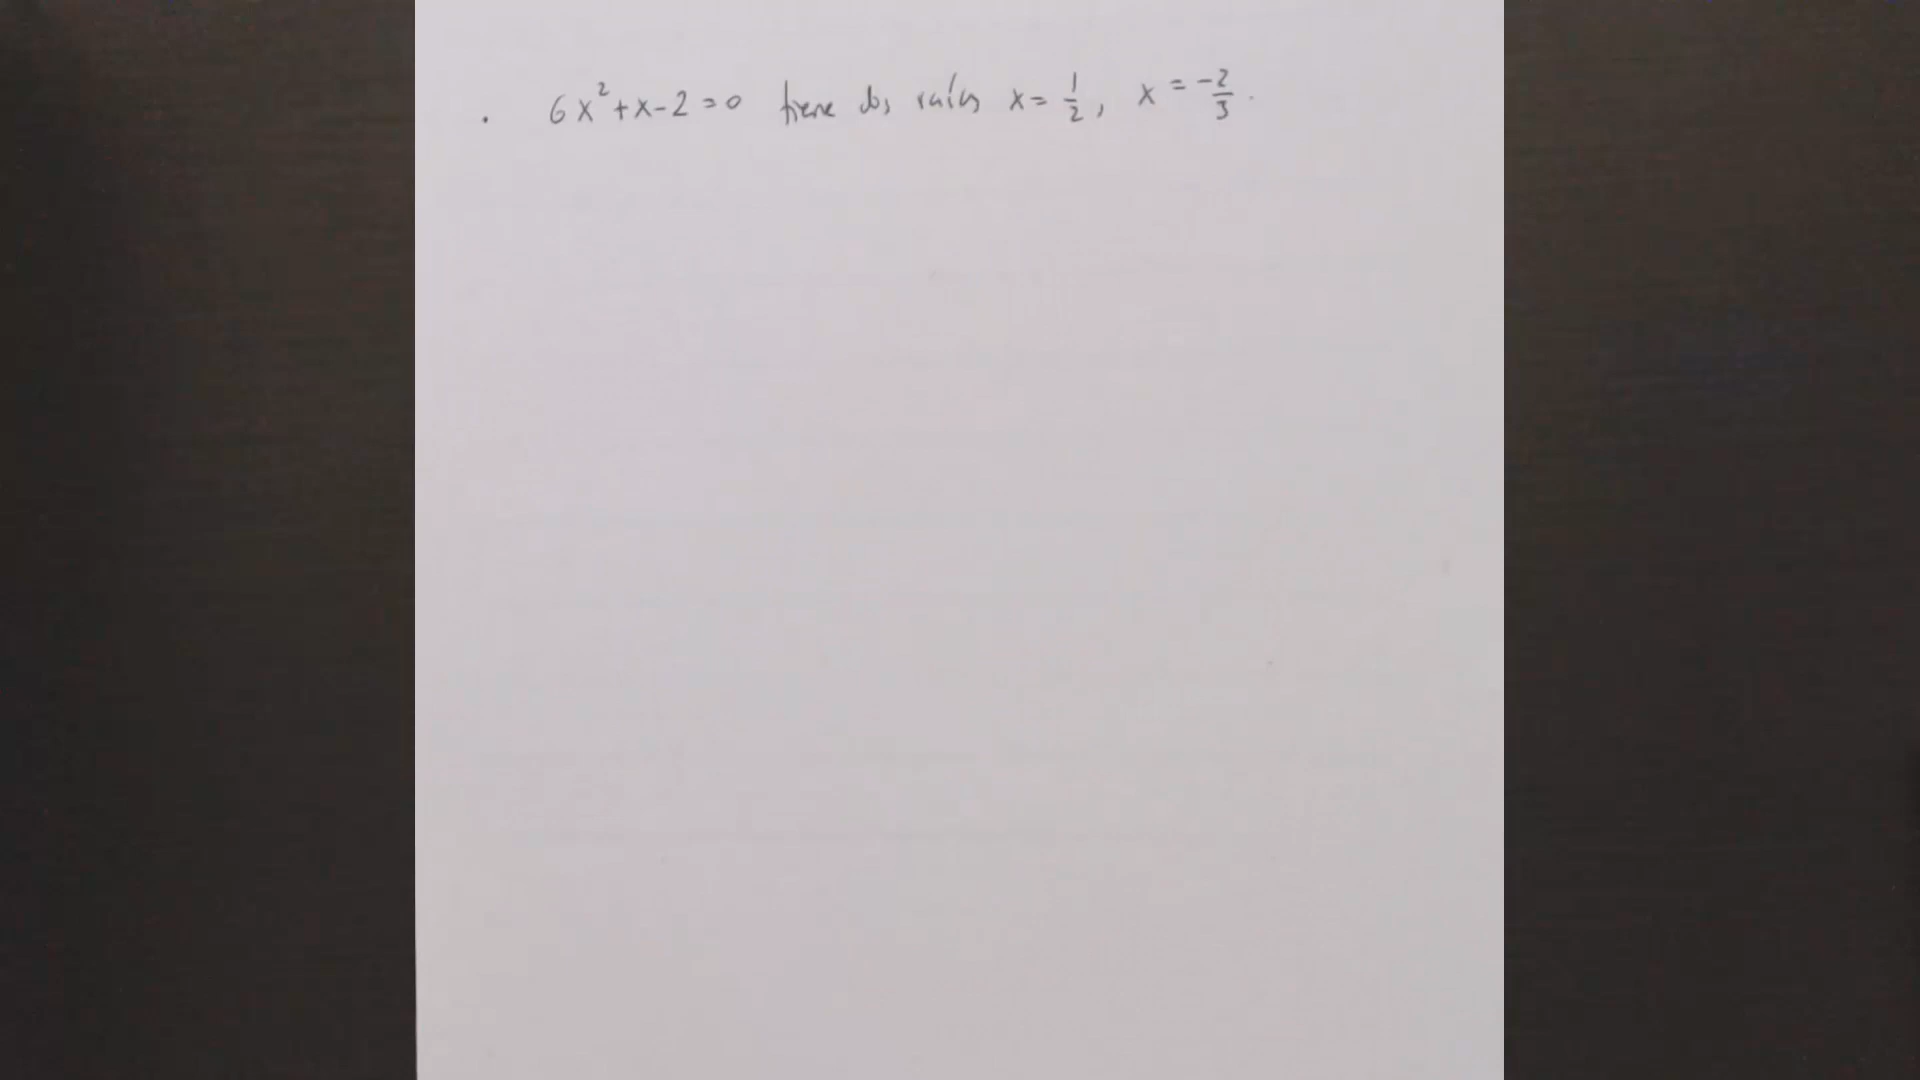 . 6x²+x-2=0 tiene dos raíces x= 1/2, x = -2/3.